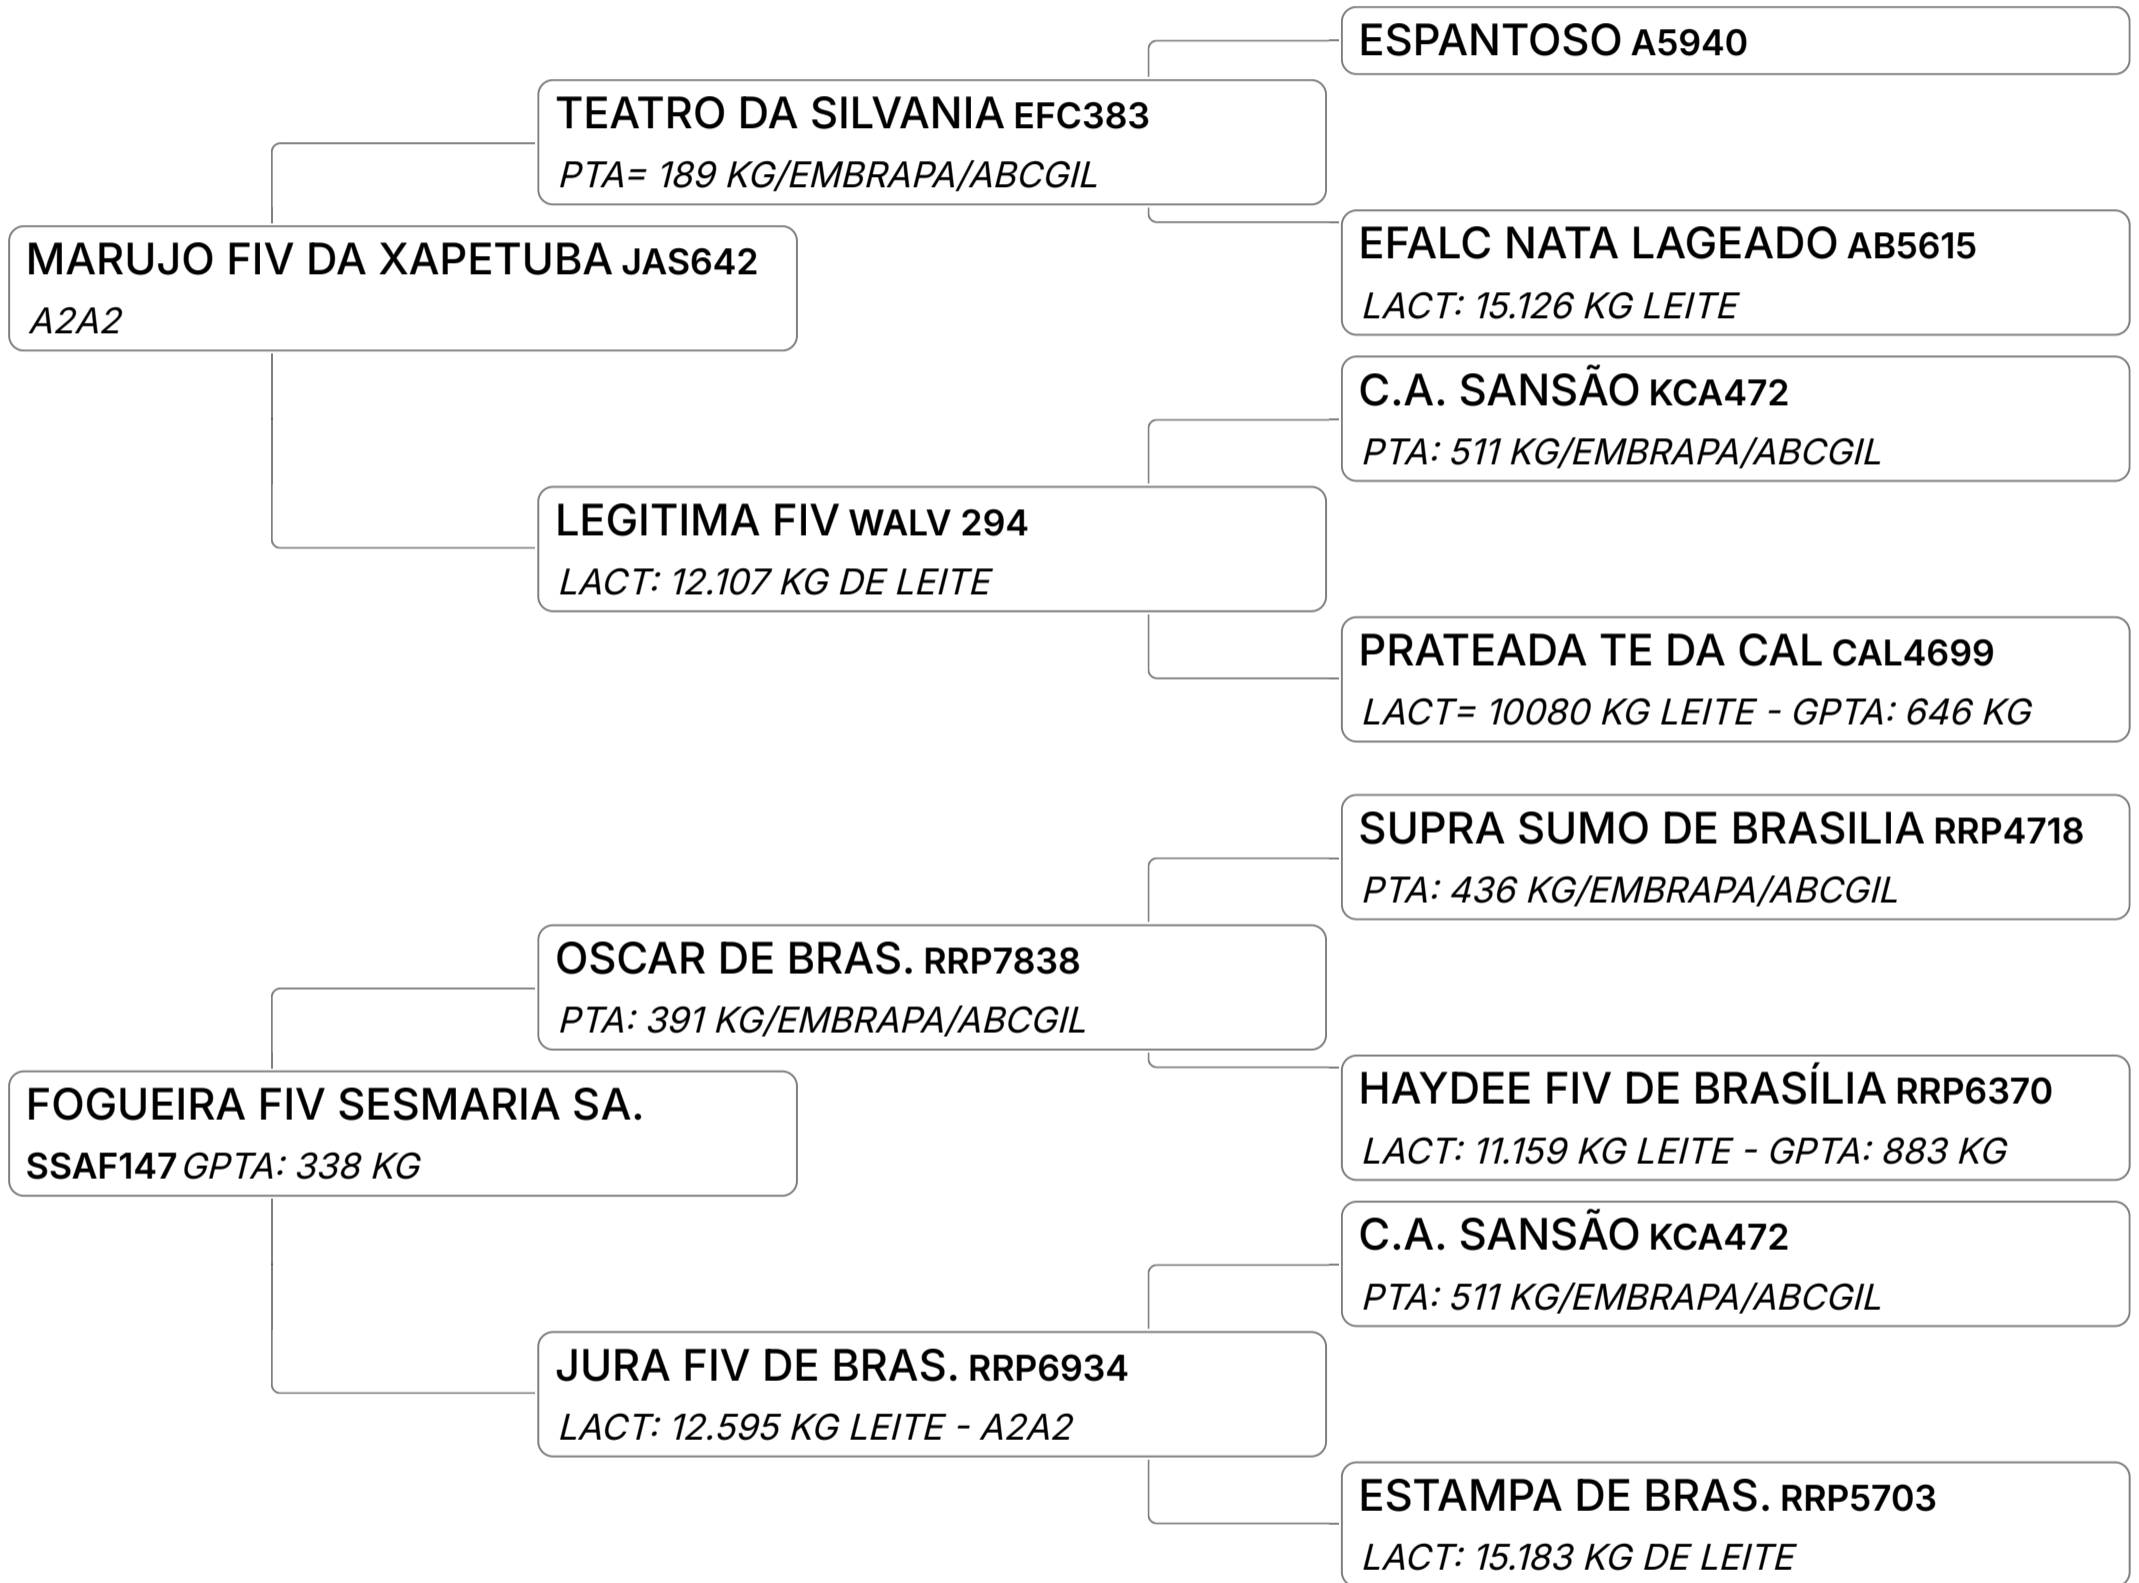 ESPANTOSO A5940
TEATRO DA SILVANIA EFC383
PTA= 189 KG/EMBRAPA/ABCGIL
EFALC NATA LAGEADO AB5615
LACT: 15.126 KG LEITE
MARUJO FIV DA XAPETUBA JAS642
A2A2
C.A. SANSÃO KCA472
PTA: 511 KG/EMBRAPA/ABCGIL
LEGITIMA FIV WALV 294
LACT: 12.107 KG DE LEITE
PRATEADA TE DA CAL CAL4699
LACT= 10080 KG LEITE - GPTA: 646 KG
SUPRA SUMO DE BRASILIA RRP4718
PTA: 436 KG/EMBRAPA/ABCGIL
OSCAR DE BRAS. RRP7838
PTA: 391 KG/EMBRAPA/ABCGIL
HAYDEE FIV DE BRASÍLIA RRP6370
LACT: 11.159 KG LEITE - GPTA: 883 KG
FOGUEIRA FIV SESMARIA SA.
SSAF147 GPTA: 338 KG
C.A. SANSÃO KCA472
PTA: 511 KG/EMBRAPA/ABCGIL
JURA FIV DE BRAS. RRP6934
LACT: 12.595 KG LEITE - A2A2
ESTAMPA DE BRAS. RRP5703
LACT: 15.183 KG DE LEITE